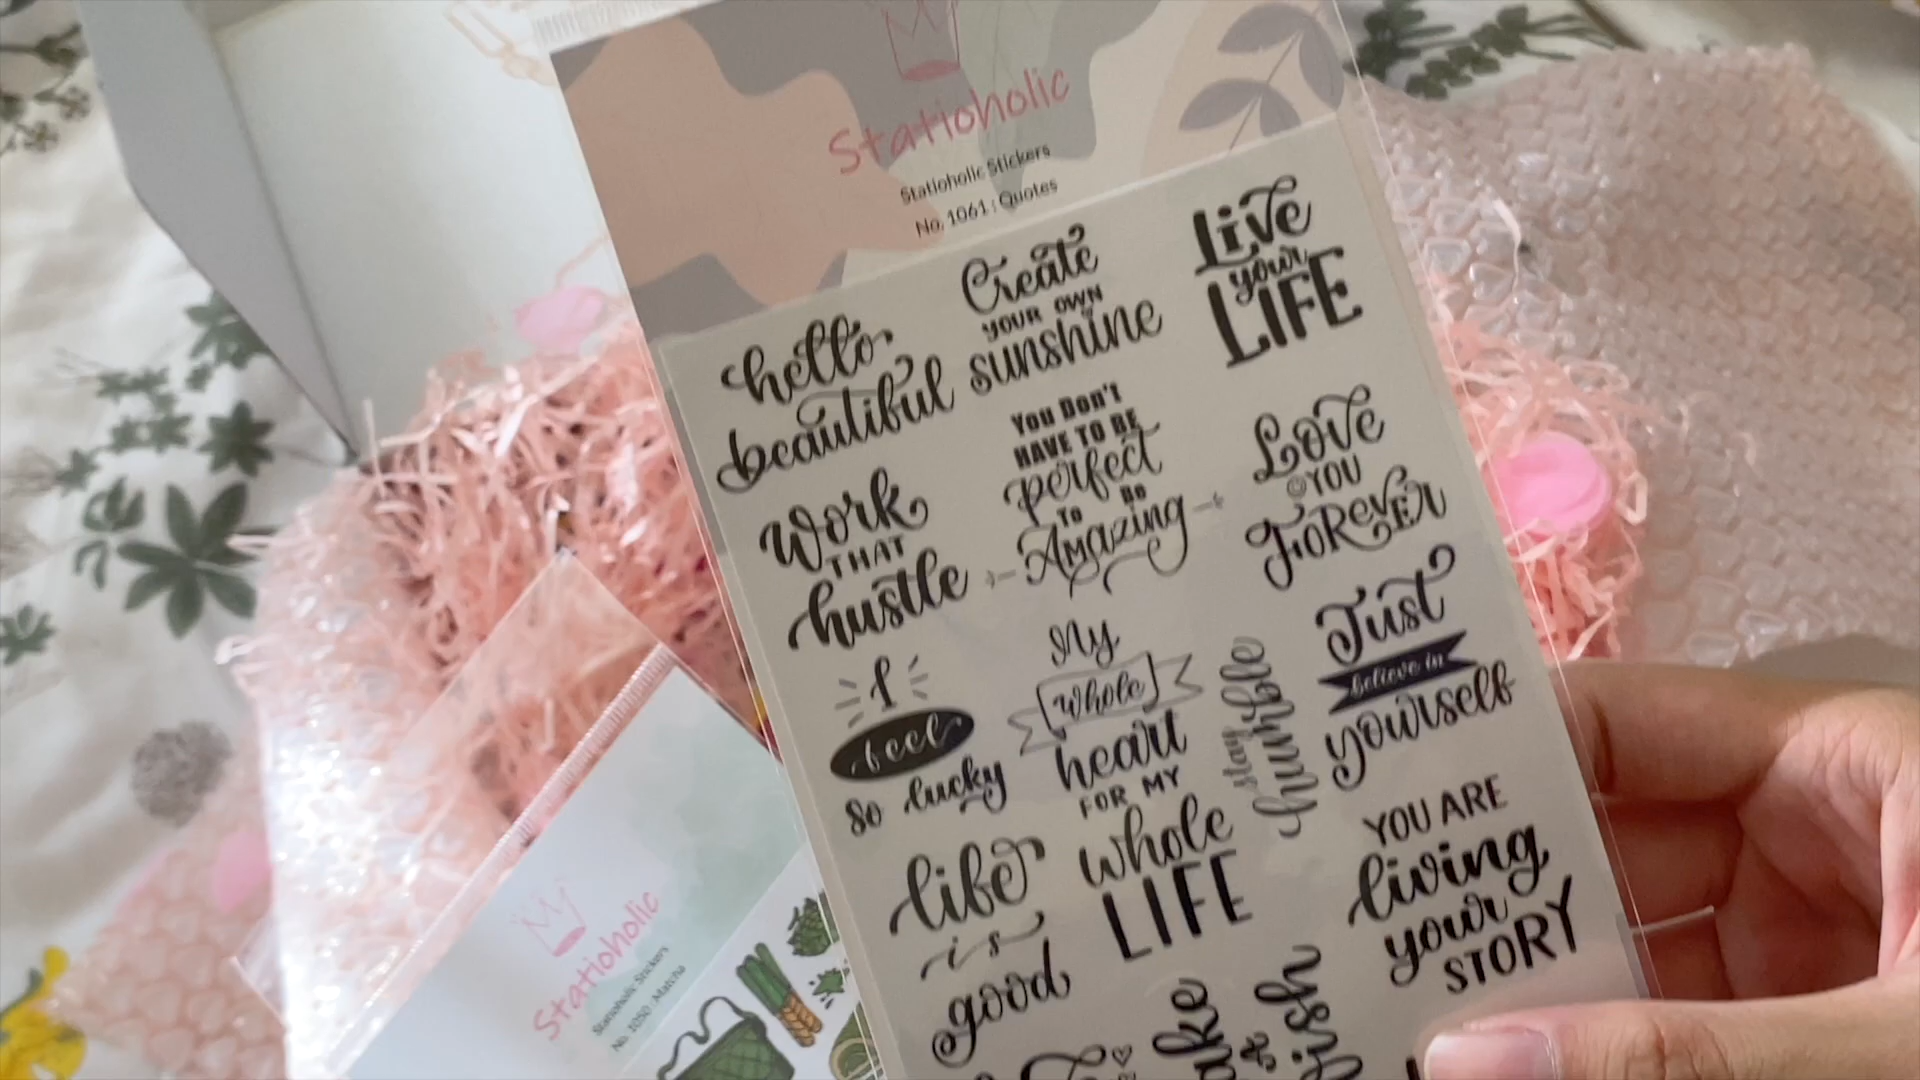 My
Statioholic
Statioholic Stickers
No. 1061 : Quotes
hello
beautiful
Create
YOUR OWN
sunshine
Live
your
LIFE
Work
THAT
hustle
You Don't
HAVE TO BE
perfect
TO BE
Amazing
Love
YOU
FOREVER
I
feel
so lucky
My
whole
heart
FOR MY
whole
LIFE
stay
humble
Just
believe in
yourself
life
is
good
YOU ARE
living
your
STORY
My
Statioholic
Statioholic Stickers
No. 1050 : Matcha